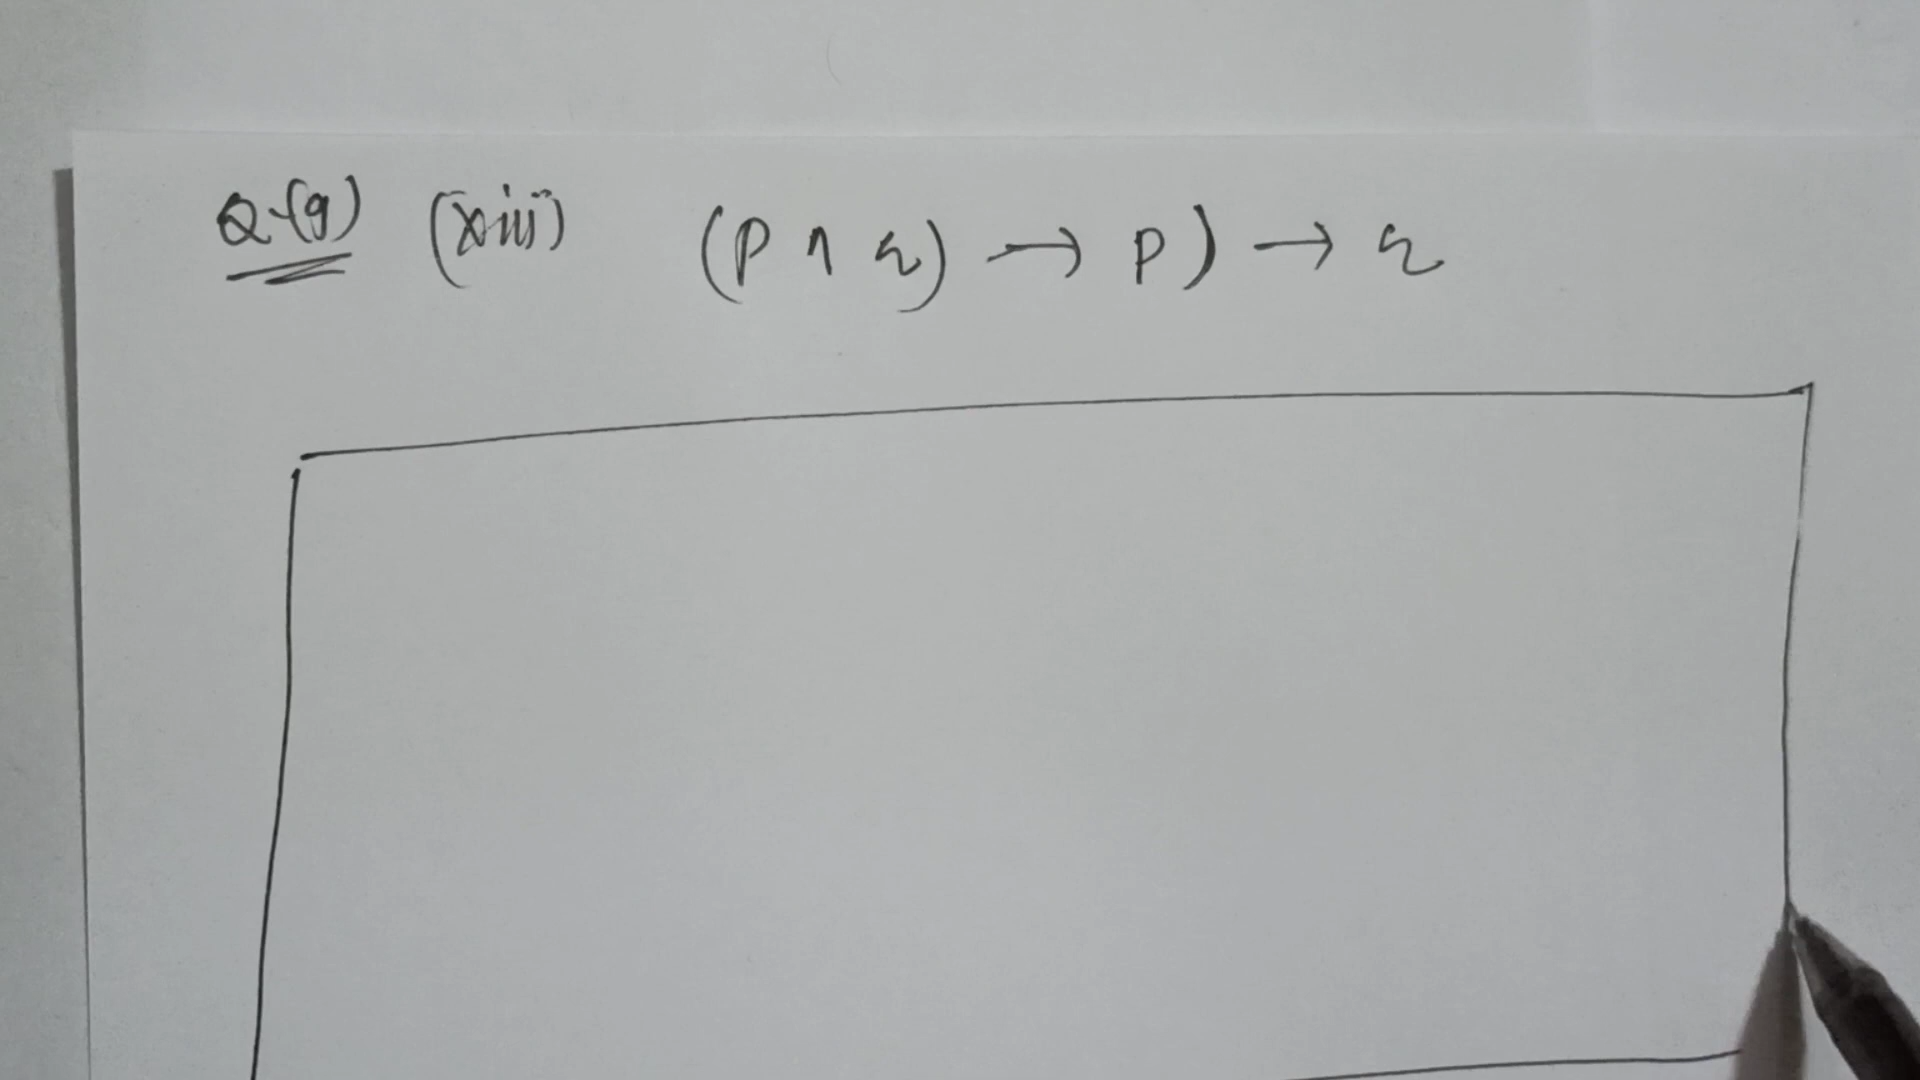 Q.(9) (xiii) (p ∧ q) → p) → q